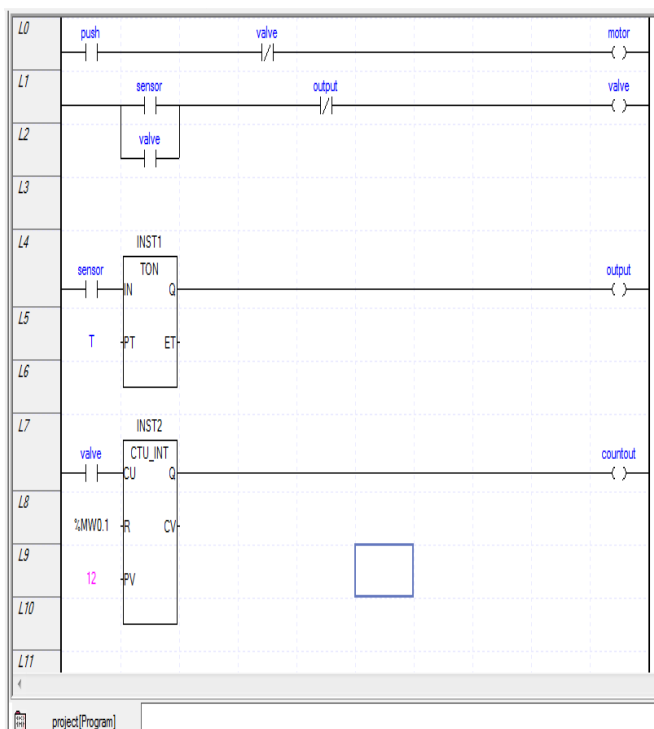 L0 push valve motor
L1 sensor output valve
L2 valve
L3
L4 INST1
sensor TON output
IN Q
L5 T PT ET
L6
L7 INST2
valve CTU_INT countout
CU Q
L8 %MW0.1 R CV
L9 12 PV
L10
L11
project[Program]